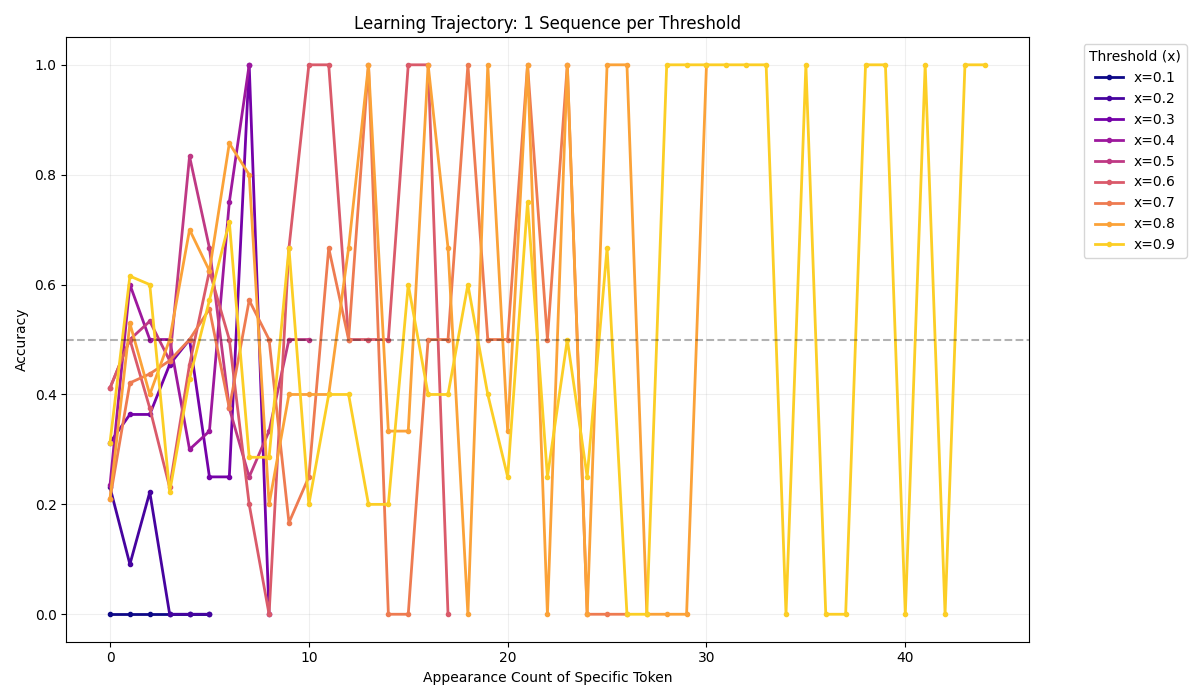 Learning Trajectory: 1 Sequence per Threshold
Accuracy
1.0
0.8
0.6
0.4
0.2
0.0
0
10
20
30
40
Appearance Count of Specific Token
Threshold (x)
x=0.1
x=0.2
x=0.3
x=0.4
x=0.5
x=0.6
x=0.7
x=0.8
x=0.9